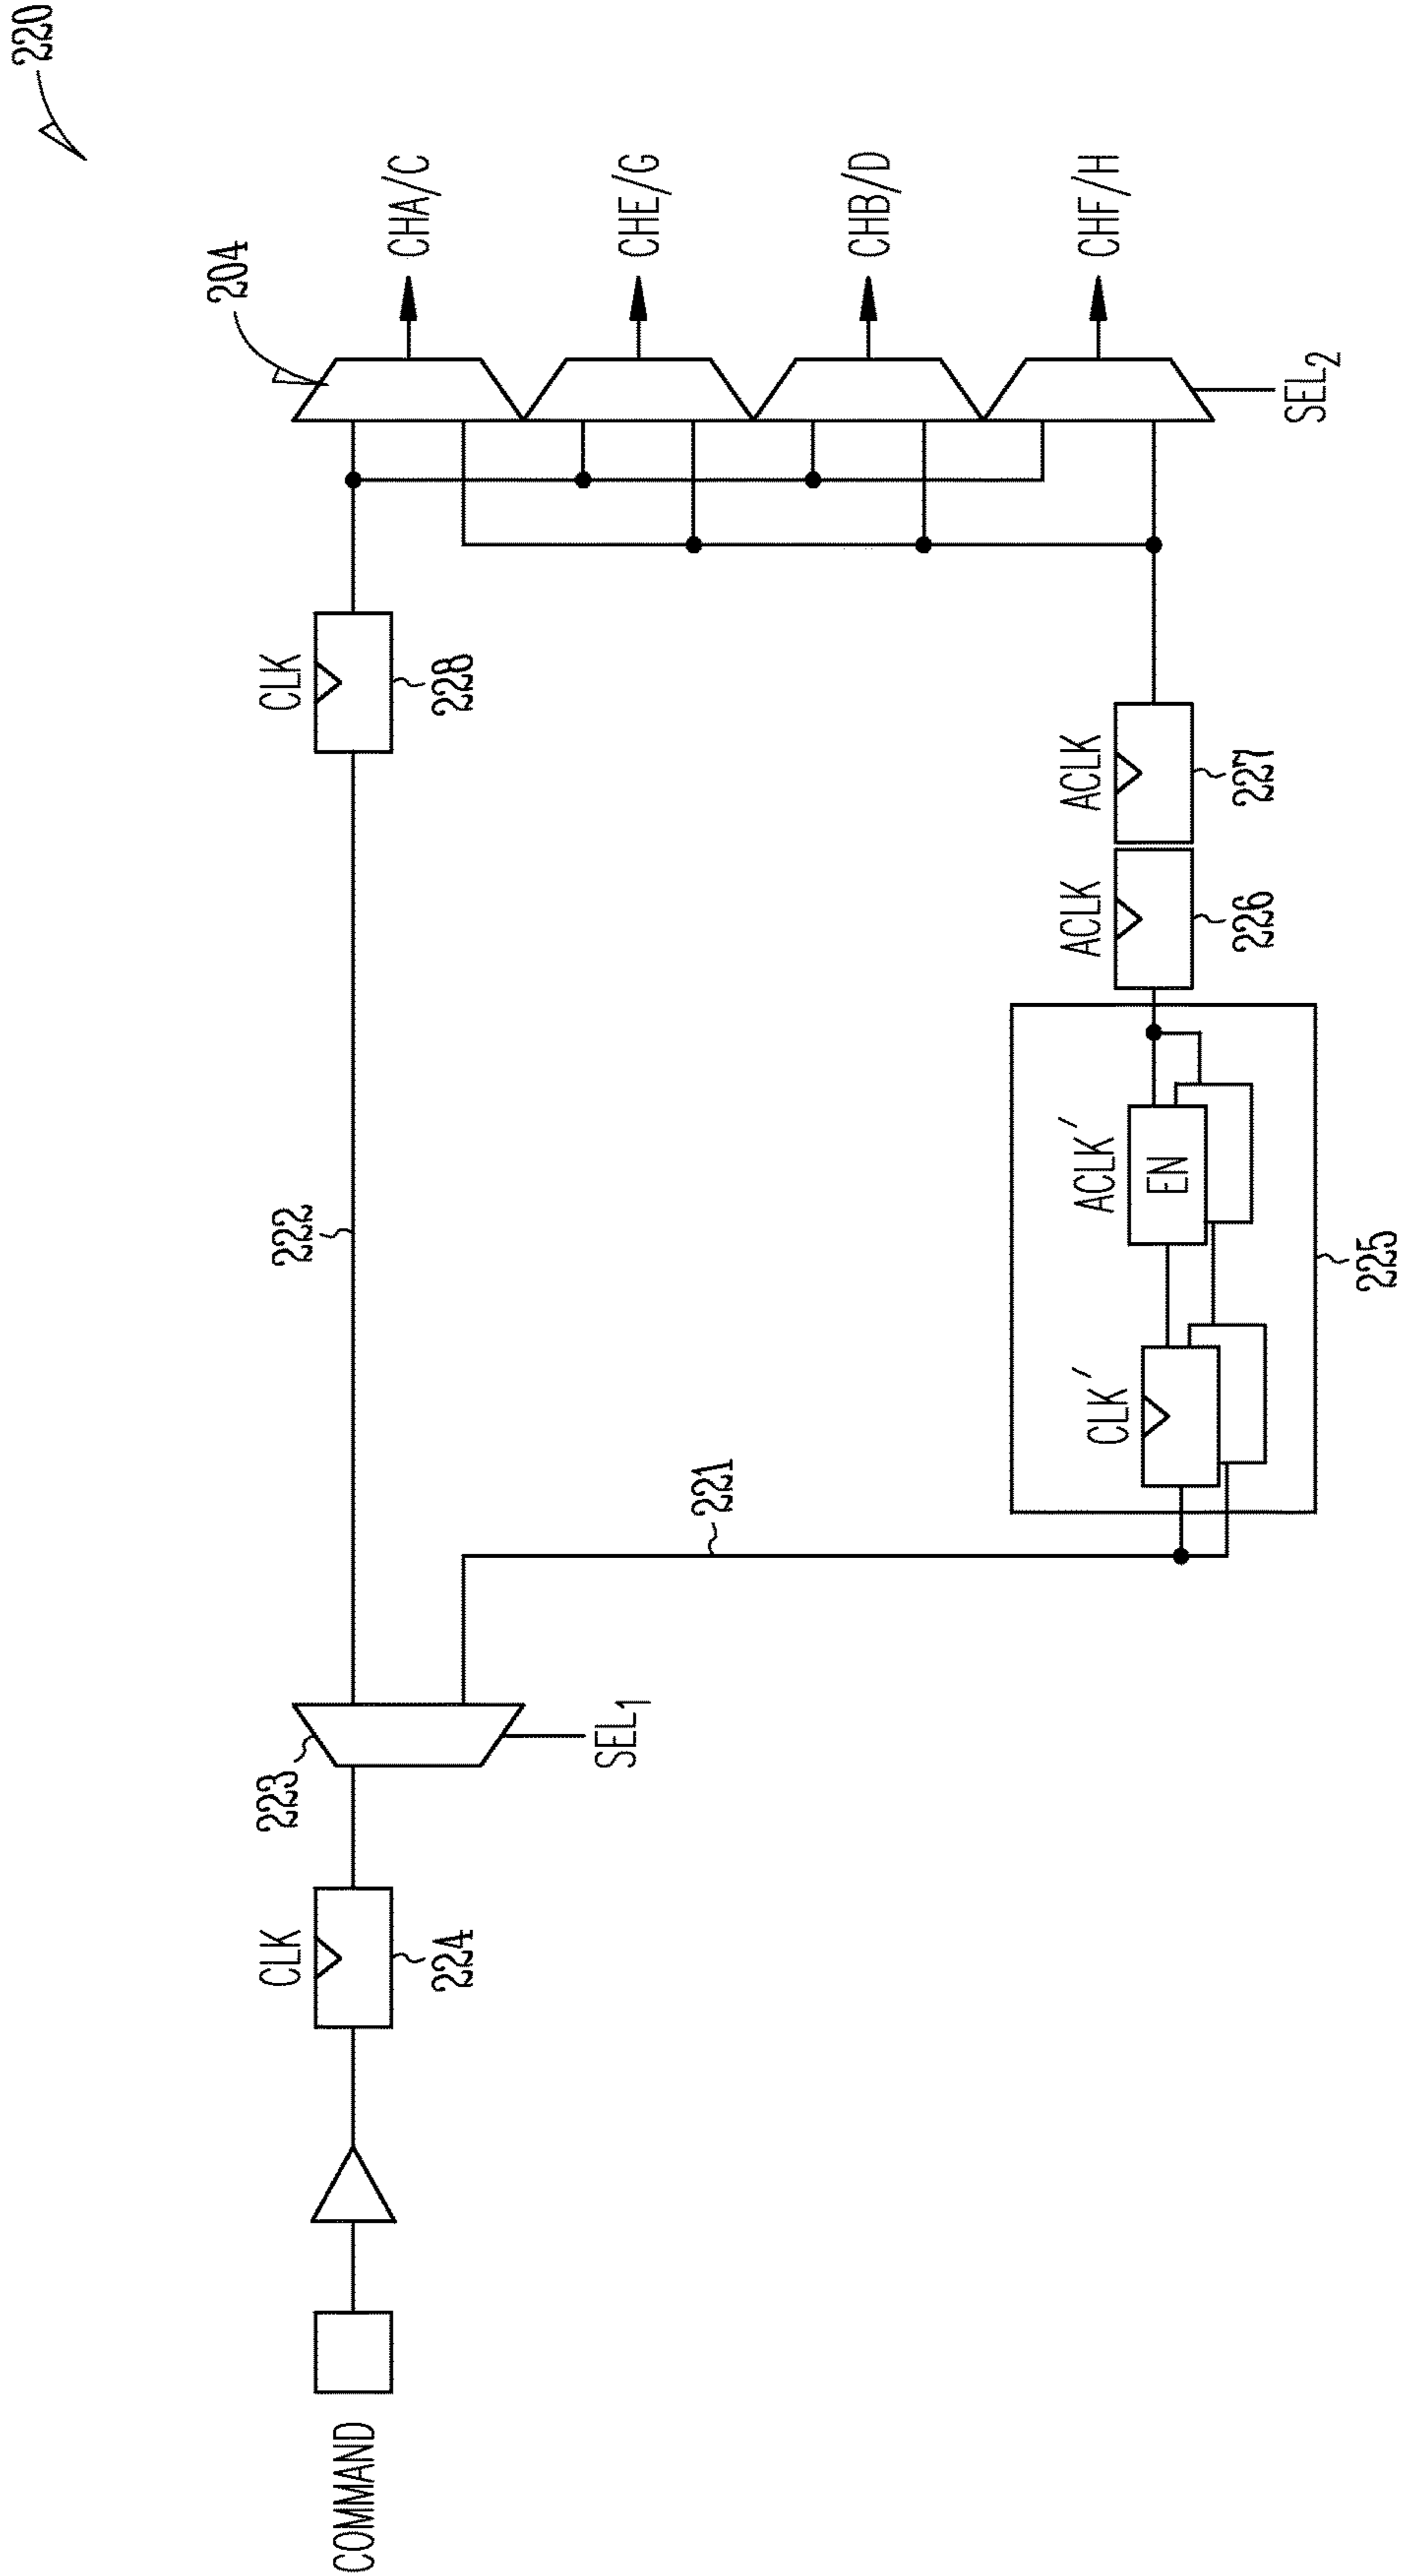 220
204
CHA/C
CHE/G
CHB/D
CHF/H
SEL2
CLK
228
ACLK
227
ACLK
226
222
ACLK′
EN
CLK′
225
221
223
SEL1
CLK
224
COMMAND